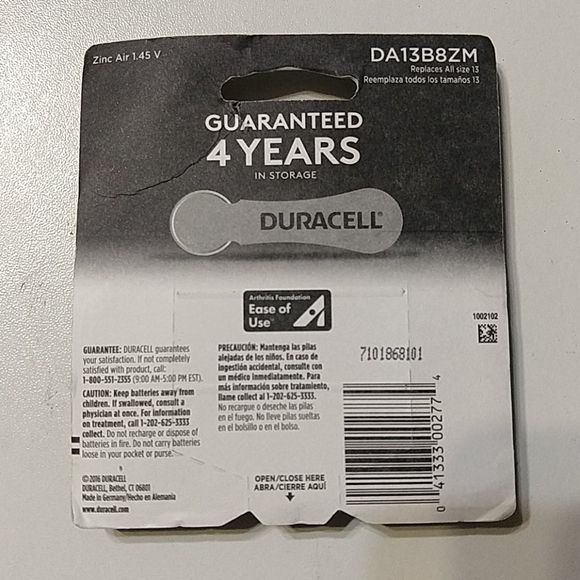 Zinc Air 1.45 V
DA13B8ZM
Replaces All size 13
Reemplaza todos los tamaños 13
GUARANTEED
4 YEARS
IN STORAGE
DURACELL®
Arthritis Foundation
Ease of
Use
1002102
GUARANTEE: DURACELL guarantees
your satisfaction. If not completely
satisfied with product, call:
1-800-551-2355 (9:00 AM-5:00 PM EST).
CAUTION: Keep batteries away from
children. If swallowed, consult a
physician at once. For information
on treatment, call 1-202-625-3333
collect. Do not recharge or dispose of
batteries in fire. Do not carry batteries
loose in your pocket or purse.
PRECAUCIÓN: Mantenga las pilas
alejadas de los niños. En caso de
ingestión accidental, consulte con
un médico inmediatamente. Para
más información sobre tratamiento,
llame collect al 1-202-625-3333.
No recargue o deseche las pilas
en el fuego. No lleve pilas sueltas
en el bolsillo o en el bolso.
7101868101
0 41333 00277 4
©2016 DURACELL
DURACELL, Bethel, CT 06801
Made in Germany/Hecho en Alemania
www.duracell.com
OPEN/CLOSE HERE
ABRA/CIERRE AQUÍ